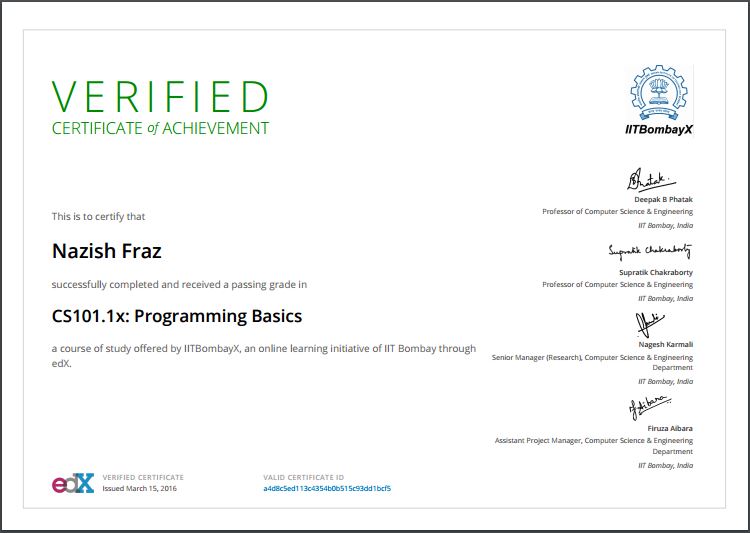 VERIFIED
CERTIFICATE of ACHIEVEMENT
This is to certify that
Nazish Fraz
successfully completed and received a passing grade in
CS101.1x: Programming Basics
a course of study offered by IITBombayX, an online learning initiative of IIT Bombay through
edX.
IITBombayX
Deepak B Phatak
Professor of Computer Science & Engineering
IIT Bombay, India
Supratik Chakraborty
Supratik Chakraborty
Professor of Computer Science & Engineering
IIT Bombay, India
Nagesh Karmali
Senior Manager (Research), Computer Science & Engineering
Department
IIT Bombay, India
Firuza Aibara
Assistant Project Manager, Computer Science & Engineering
Department
IIT Bombay, India
edX
VERIFIED CERTIFICATE
Issued March 15, 2016
VALID CERTIFICATE ID
a4d8c5ed113c4354b0b515c93dd1bcf5